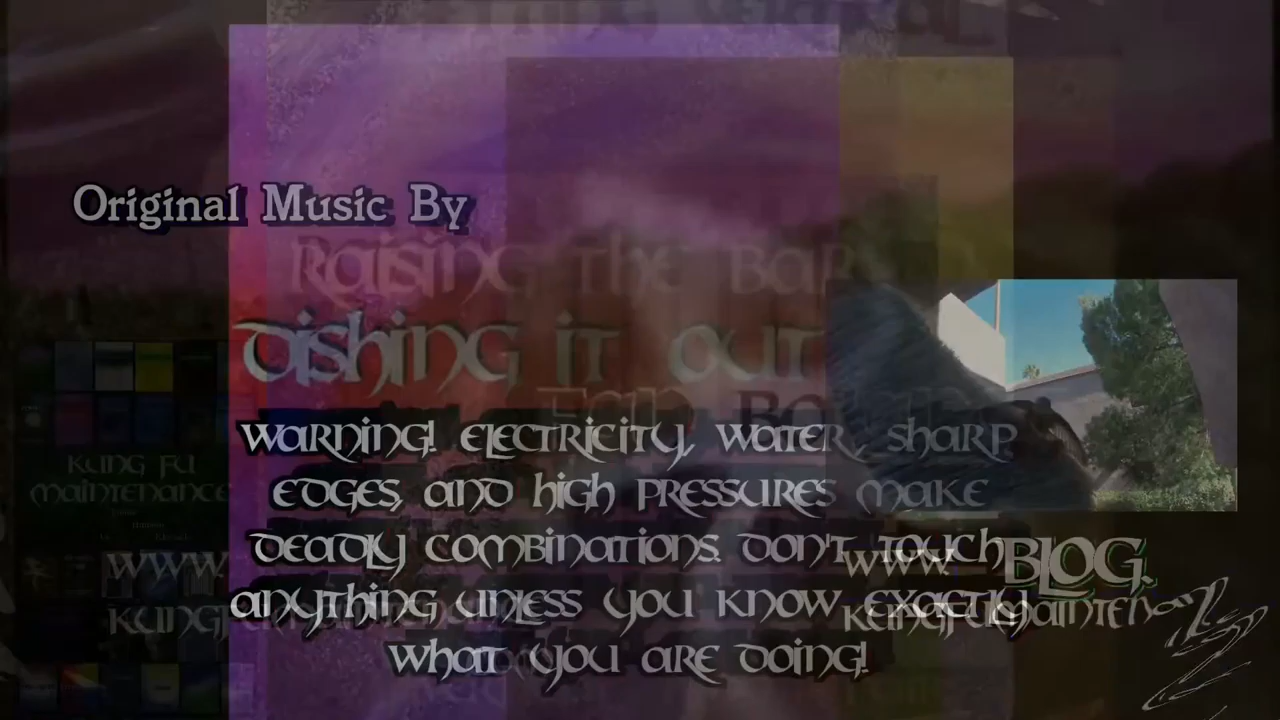 Original Music By
Raising the Bar
Dishing it out
Warning! Electricity, water, sharp
edges, and high pressures make
deadly combinations. Don't touch
anything unless you know exactly
what you are doing!
Kung Fu
Maintenance
www.
www.
Blog.